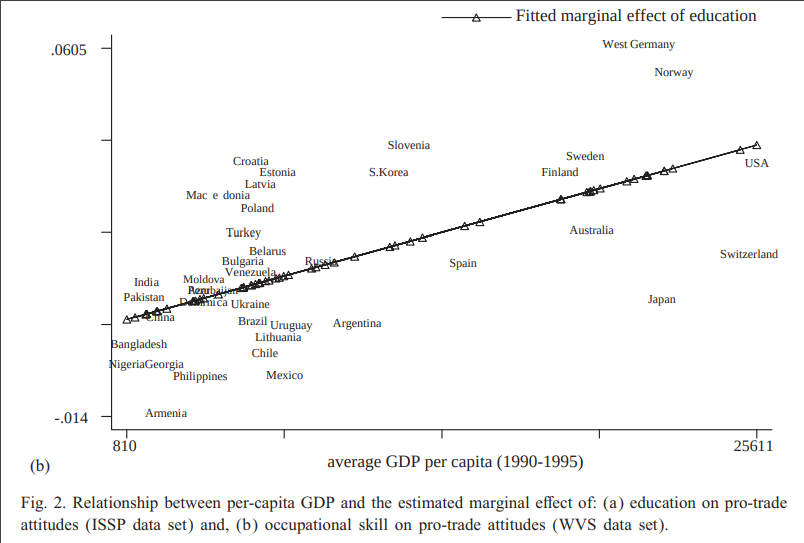 Fitted marginal effect of education
.0605
West Germany
Norway
Slovenia
Croatia
Sweden
USA
Estonia
S.Korea
Finland
Latvia
Mac e donia
Poland
Turkey
Australia
Belarus
Switzerland
Bulgaria
Russia
Spain
Venezuela
India
Moldova
Pakistan
Azerbaijan
Japan
Dominica
Ukraine
China
Brazil
Uruguay
Argentina
Lithuania
Bangladesh
Chile
NigeriaGeorgia
Philippines
Mexico
Armenia
-.014
810
25611
(b)
average GDP per capita (1990-1995)
Fig. 2. Relationship between per-capita GDP and the estimated marginal effect of: (a) education on pro-trade
attitudes (ISSP data set) and, (b) occupational skill on pro-trade attitudes (WVS data set).